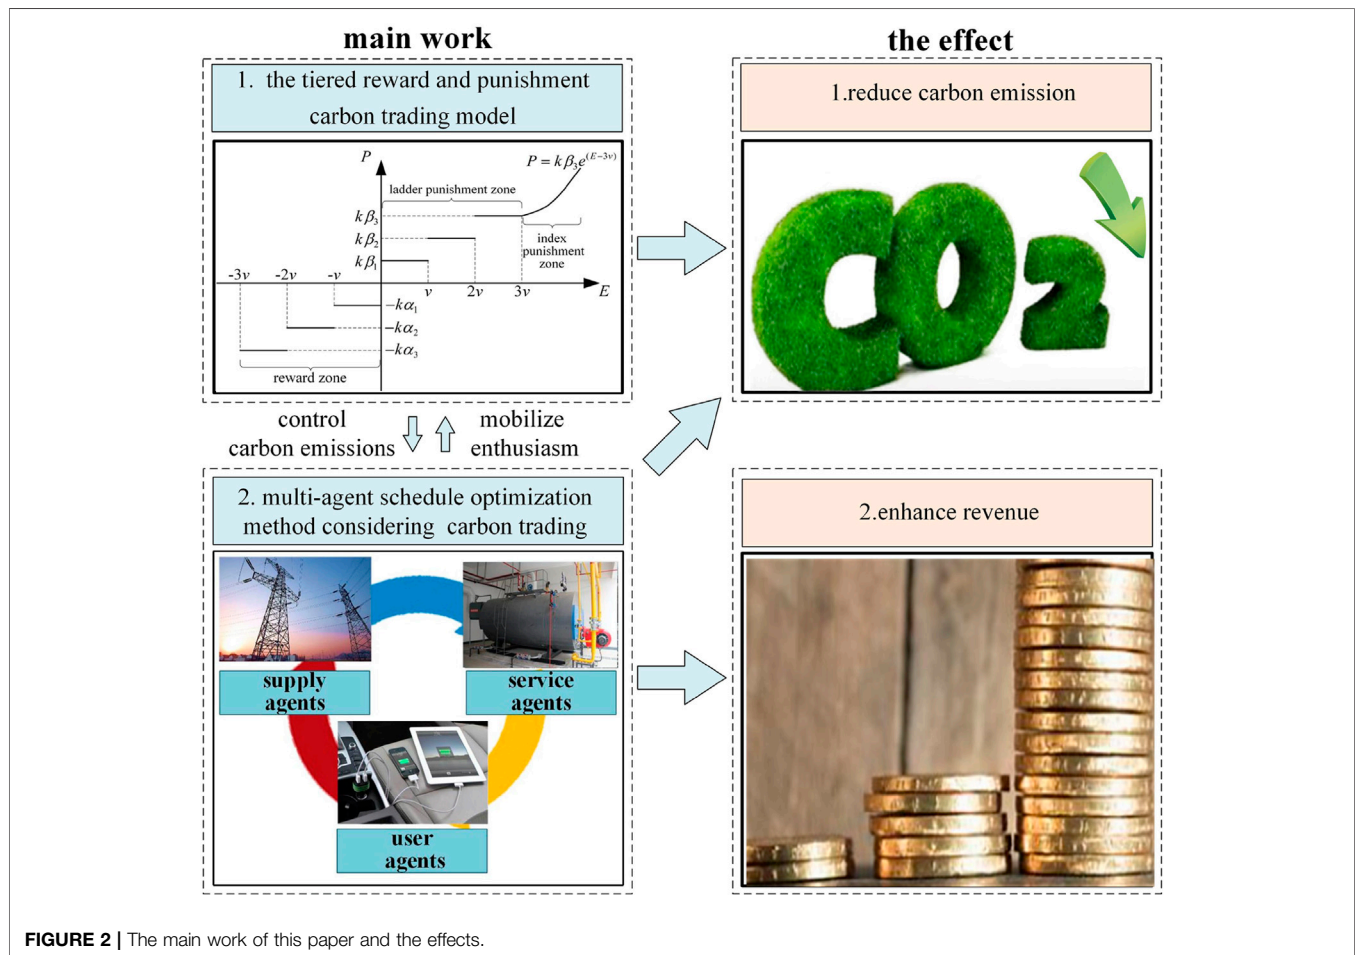 main work
the effect
1. the tiered reward and punishment
carbon trading model
P
P = kβ₃e^(E−3v)
ladder punishment zone
kβ₃
kβ₂
kβ₁
index
punishment
zone
-3v
-2v
-v
v
2v
3v
E
−kα₁
−kα₂
−kα₃
reward zone
1.reduce carbon emission
CO2
control
carbon emissions
mobilize
enthusiasm
2. multi-agent schedule optimization
method considering carbon trading
supply
agents
service
agents
user
agents
2.enhance revenue
FIGURE 2 | The main work of this paper and the effects.